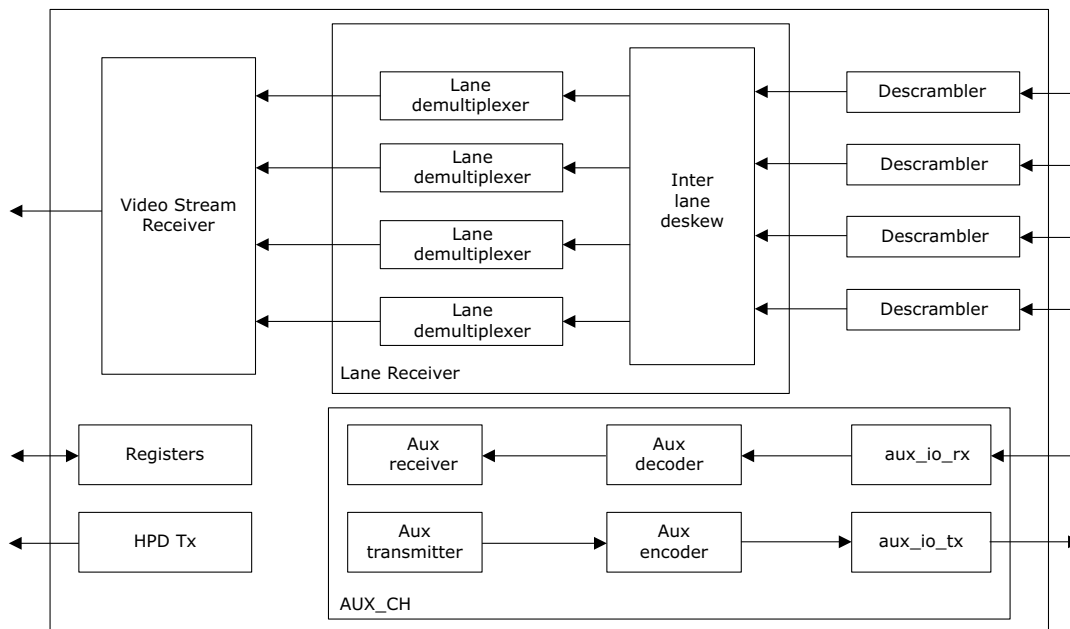 Video Stream
Receiver
Lane
demultiplexer
Lane
demultiplexer
Lane
demultiplexer
Lane
demultiplexer
Inter
lane
deskew
Lane Receiver
Descrambler
Descrambler
Descrambler
Descrambler
Registers
HPD Tx
Aux
receiver
Aux
decoder
aux_io_rx
Aux
transmitter
Aux
encoder
aux_io_tx
AUX_CH